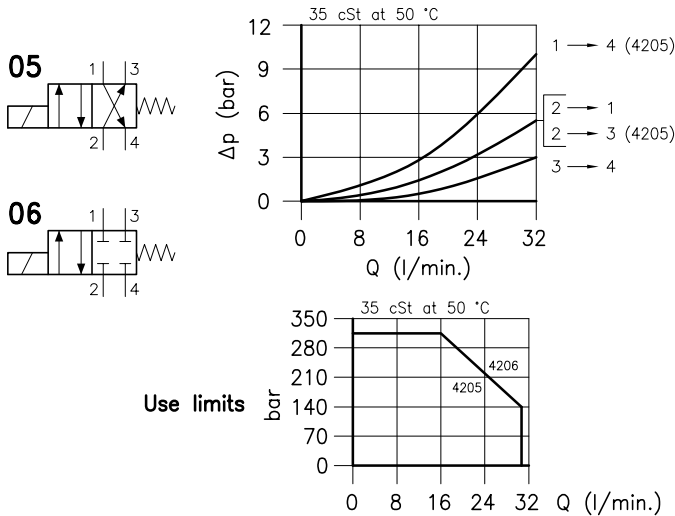 05
1 3
2 4
06
1 3
2 4
35 cSt at 50 °C
Δp (bar)
12
9
6
3
0
0 8 16 24 32
Q (l/min.)
1 → 4 (4205)
2 → 1
2 → 3 (4205)
3 → 4
35 cSt at 50 °C
Use limits
bar
350
280
210
140
70
0
4206
4205
0 8 16 24 32 Q (l/min.)